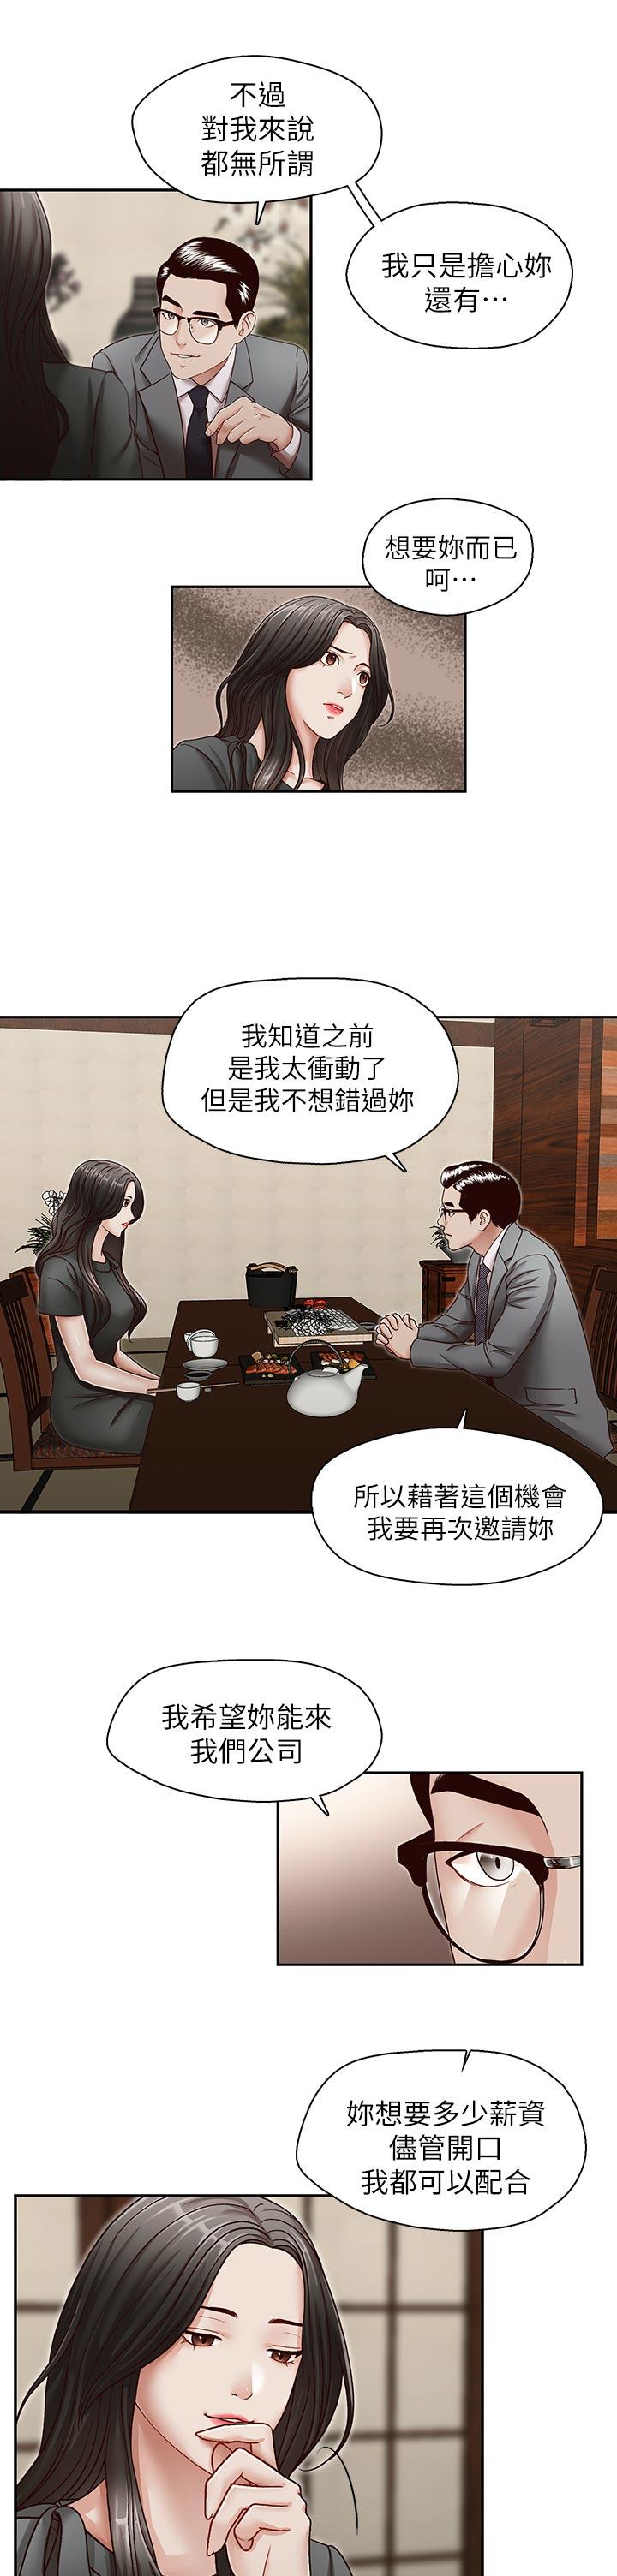 不過
對我來說
都無所謂
我只是擔心妳
還有…
想要妳而已
呵…
我知道之前
是我太衝動了
但是我不想錯過妳
所以藉著這個機會
我要再次邀請妳
我希望妳能來
我們公司
妳想要多少薪資
儘管開口
我都可以配合